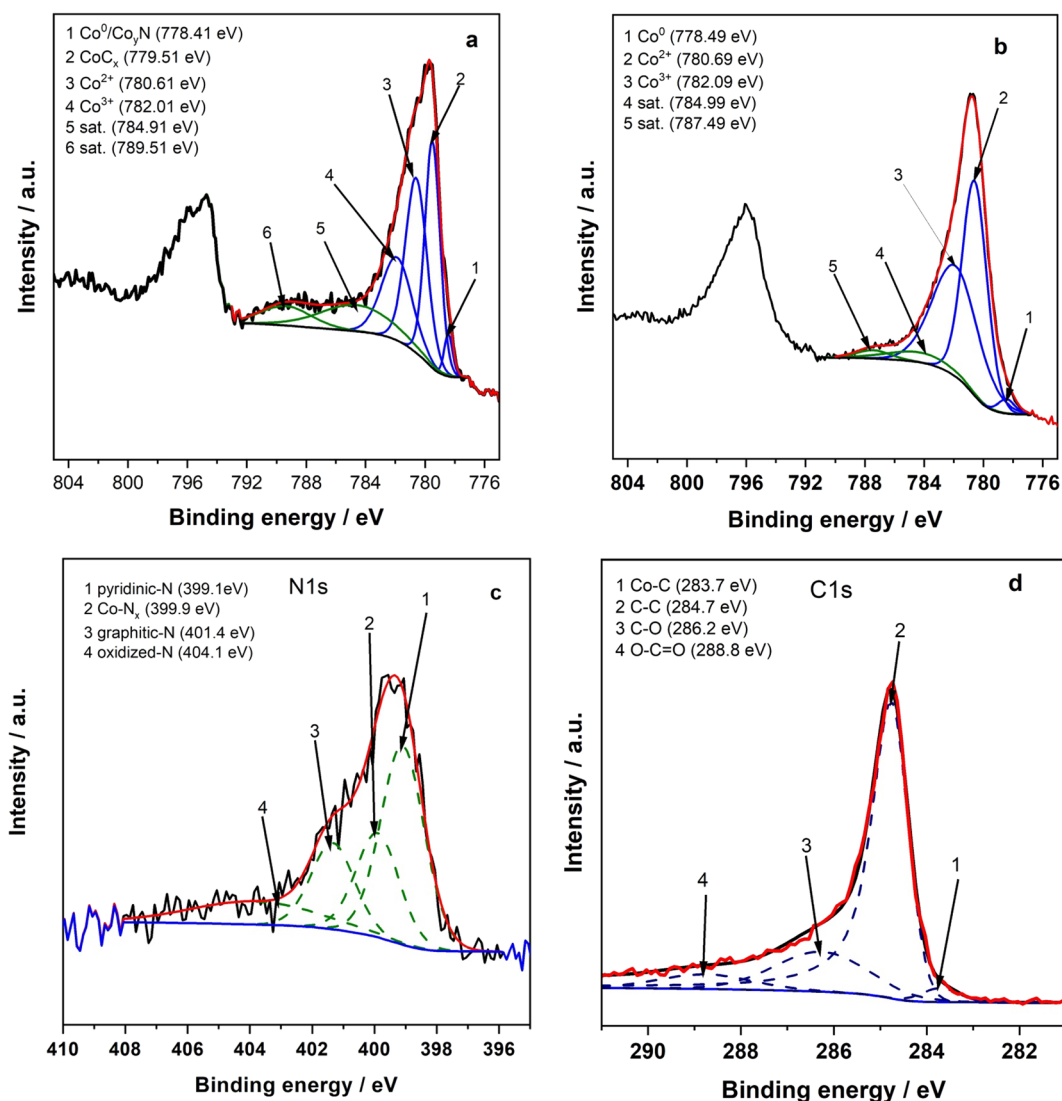 1 Co⁰/CoyN (778.41 eV)
2 CoCx (779.51 eV)
3 Co²⁺ (780.61 eV)
4 Co³⁺ (782.01 eV)
5 sat. (784.91 eV)
6 sat. (789.51 eV)
a
3
2
4
5
6
1
Intensity / a.u.
804 800 796 792 788 784 780 776
Binding energy / eV
1 Co⁰ (778.49 eV)
2 Co²⁺ (780.69 eV)
3 Co³⁺ (782.09 eV)
4 sat. (784.99 eV)
5 sat. (787.49 eV)
b
2
3
4
5
1
Intensity / a.u.
804 800 796 792 788 784 780 776
Binding energy / eV
1 pyridinic-N (399.1eV)
2 Co-Nx (399.9 eV)
3 graphitic-N (401.4 eV)
4 oxidized-N (404.1 eV)
N1s
c
1
2
3
4
Intensity / a.u.
410 408 406 404 402 400 398 396
Binding energy / eV
1 Co-C (283.7 eV)
2 C-C (284.7 eV)
3 C-O (286.2 eV)
4 O-C=O (288.8 eV)
C1s
d
2
3
4
1
Intensity / a.u.
290 288 286 284 282
Binding energy / eV